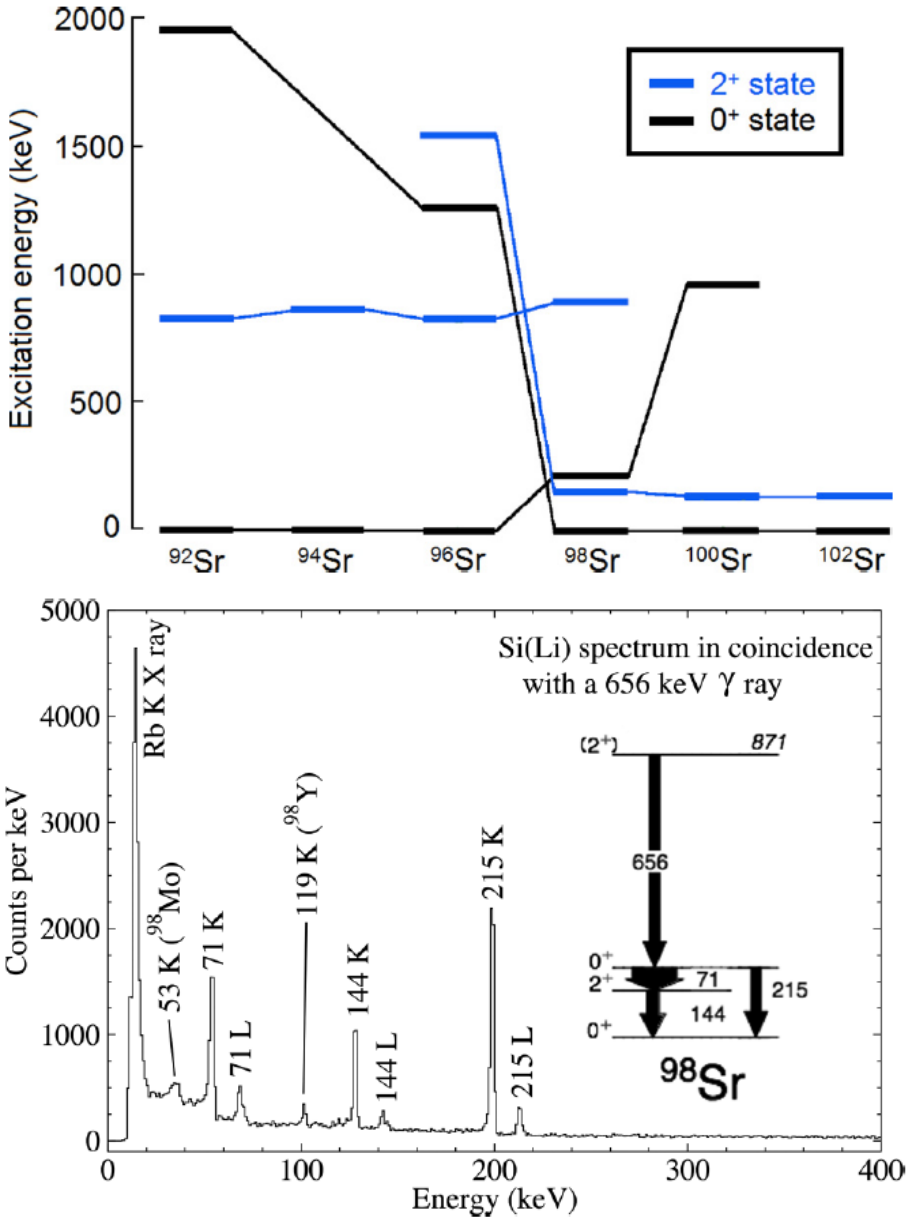 2000
1500
1000
500
0
Excitation energy (keV)
2⁺ state
0⁺ state
⁹²Sr ⁹⁴Sr ⁹⁶Sr ⁹⁸Sr ¹⁰⁰Sr ¹⁰²Sr
5000
4000
3000
2000
1000
0
Counts per keV
Rb K X ray
53 K (⁹⁸Mo)
71 K
71 L
119 K (⁹⁸Y)
144 K
144 L
215 K
215 L
Si(Li) spectrum in coincidence
with a 656 keV γ ray
(2⁺) 871
656
0⁺
2⁺ 71 215
144
0⁺
⁹⁸Sr
0 100 200 300 400
Energy (keV)